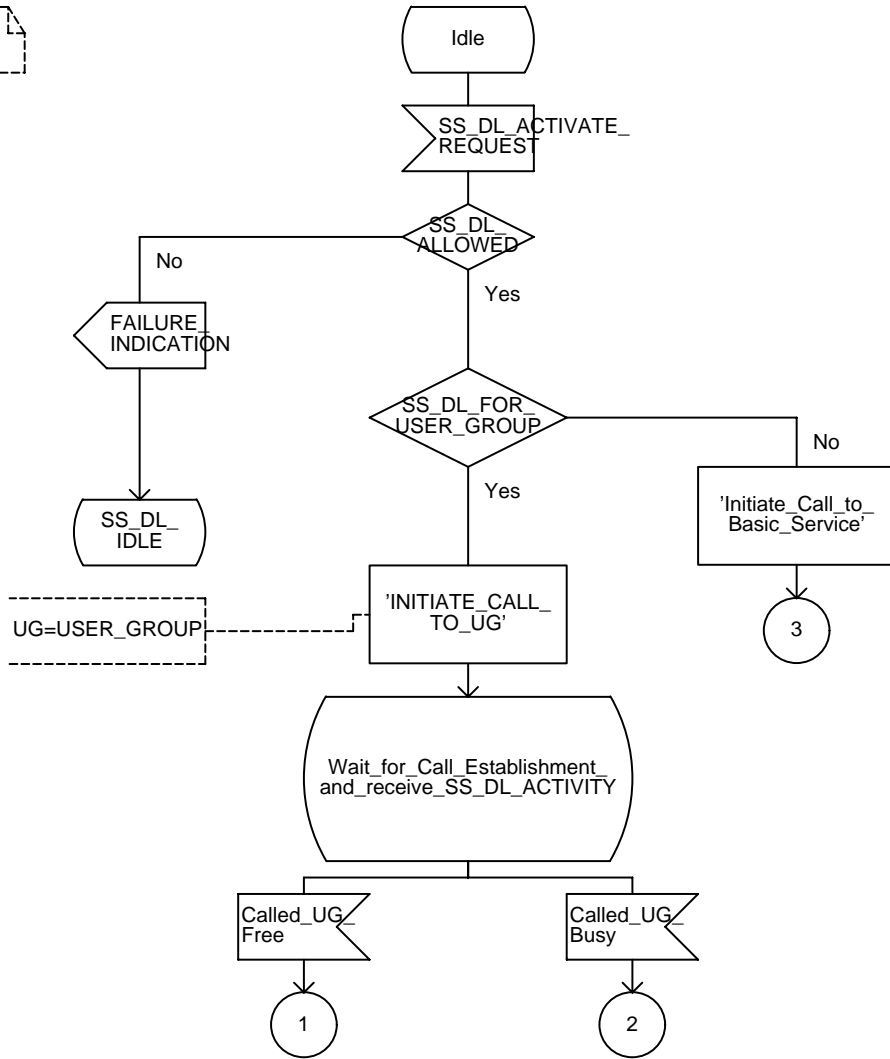 Idle
SS_DL_ACTIVATE_
REQUEST
SS_DL_
ALLOWED
No
Yes
FAILURE_
INDICATION
SS_DL_FOR_
USER_GROUP
No
Yes
SS_DL_
IDLE
'Initiate_Call_to_
Basic_Service'
'INITIATE_CALL_
TO_UG'
UG=USER_GROUP
3
Wait_for_Call_Establishment_
and_receive_SS_DL_ACTIVITY
Called_UG_
Free
Called_UG_
Busy
1
2